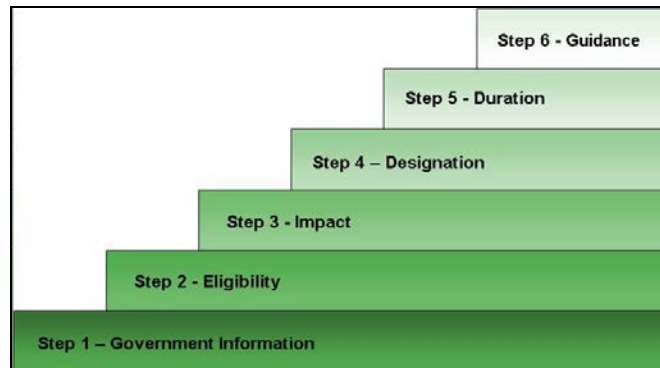 Step 6 - Guidance
Step 5 - Duration
Step 4 – Designation
Step 3 - Impact
Step 2 - Eligibility
Step 1 – Government Information